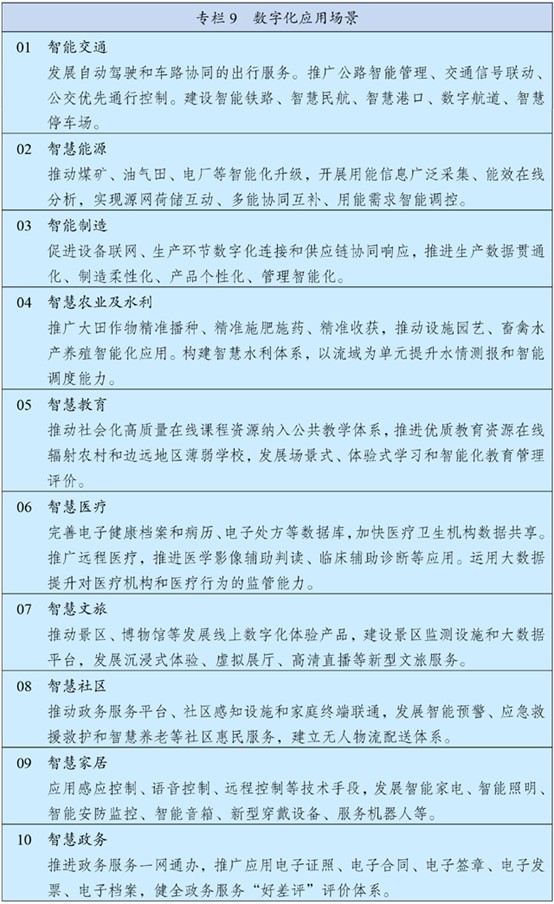 专栏 9 数字化应用场景
01 智能交通
发展自动驾驶和车路协同的出行服务。推广公路智能管理、交通信号联动、
公交优先通行控制。建设智能铁路、智慧民航、智慧港口、数字航道、智慧
停车场。
02 智慧能源
推动煤矿、油气田、电厂等智能化升级，开展用能信息广泛采集、能效在线
分析，实现源网荷储互动、多能协同互补、用能需求智能调控。
03 智能制造
促进设备联网、生产环节数字化连接和供应链协同响应，推进生产数据贯通
化、制造柔性化、产品个性化、管理智能化。
04 智慧农业及水利
推广大田作物精准播种、精准施肥施药、精准收获，推动设施园艺、畜禽水
产养殖智能化应用。构建智慧水利体系，以流域为单元提升水情测报和智能
调度能力。
05 智慧教育
推动社会化高质量在线课程资源纳入公共教学体系，推进优质教育资源在线
辐射农村和边远地区薄弱学校，发展场景式、体验式学习和智能化教育管理
评价。
06 智慧医疗
完善电子健康档案和病历、电子处方等数据库，加快医疗卫生机构数据共享。
推广远程医疗，推进医学影像辅助判读、临床辅助诊断等应用。运用大数据
提升对医疗机构和医疗行为的监管能力。
07 智慧文旅
推动景区、博物馆等发展线上数字化体验产品，建设景区监测设施和大数据
平台，发展沉浸式体验、虚拟展厅、高清直播等新型文旅服务。
08 智慧社区
推动政务服务平台、社区感知设施和家庭终端联通，发展智能预警、应急救
援救护和智慧养老等社区惠民服务，建立无人物流配送体系。
09 智慧家居
应用感应控制、语音控制、远程控制等技术手段，发展智能家电、智能照明、
智能安防监控、智能音箱、新型穿戴设备、服务机器人等。
10 智慧政务
推进政务服务一网通办，推广应用电子证照、电子合同、电子签章、电子发
票、电子档案，健全政务服务“好差评”评价体系。